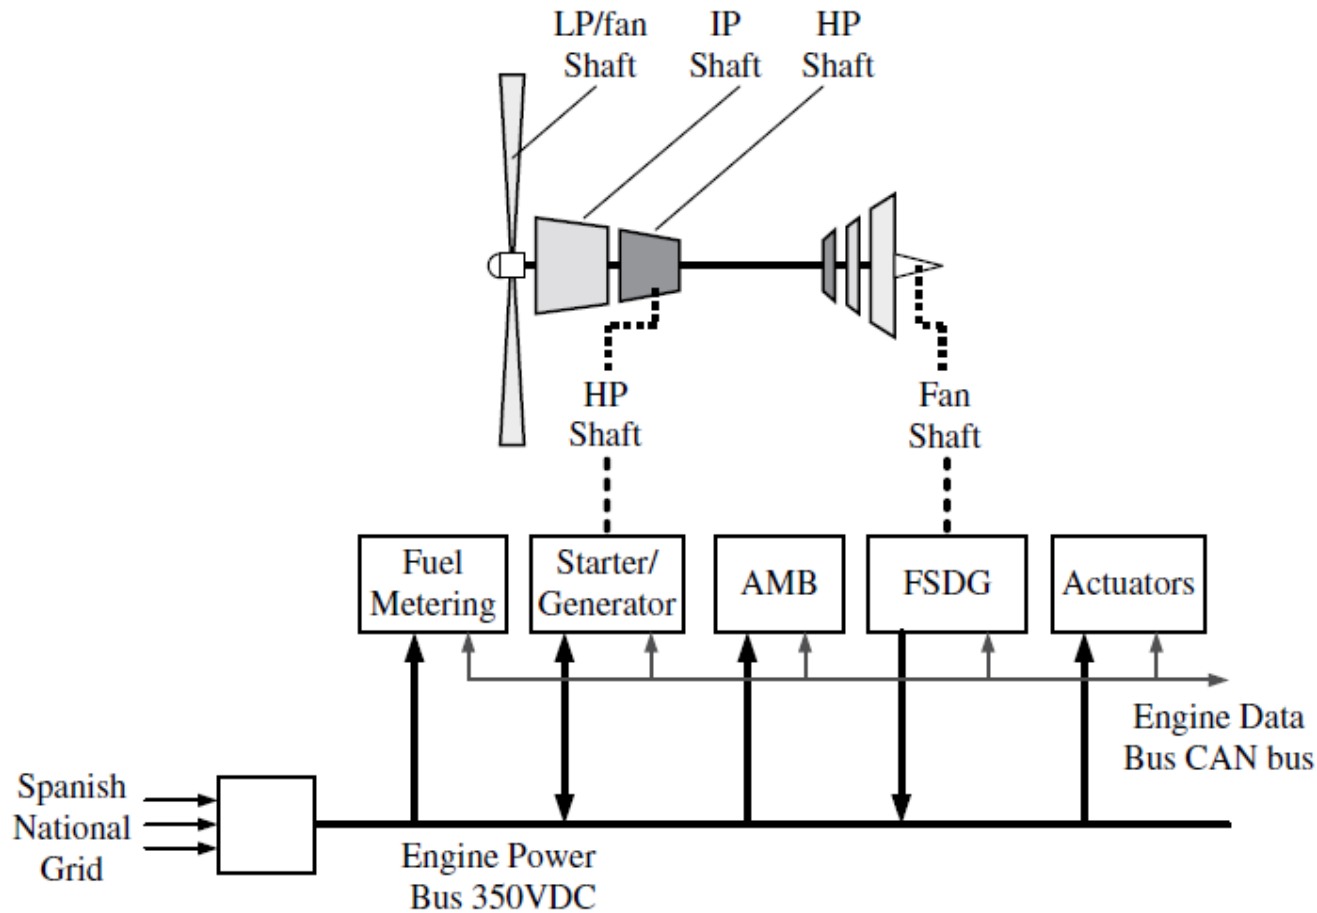 LP/fan
Shaft
IP
Shaft
HP
Shaft
HP
Shaft
Fan
Shaft
Fuel
Metering
Starter/
Generator
AMB
FSDG
Actuators
Engine Data
Bus CAN bus
Spanish
National
Grid
Engine Power
Bus 350VDC